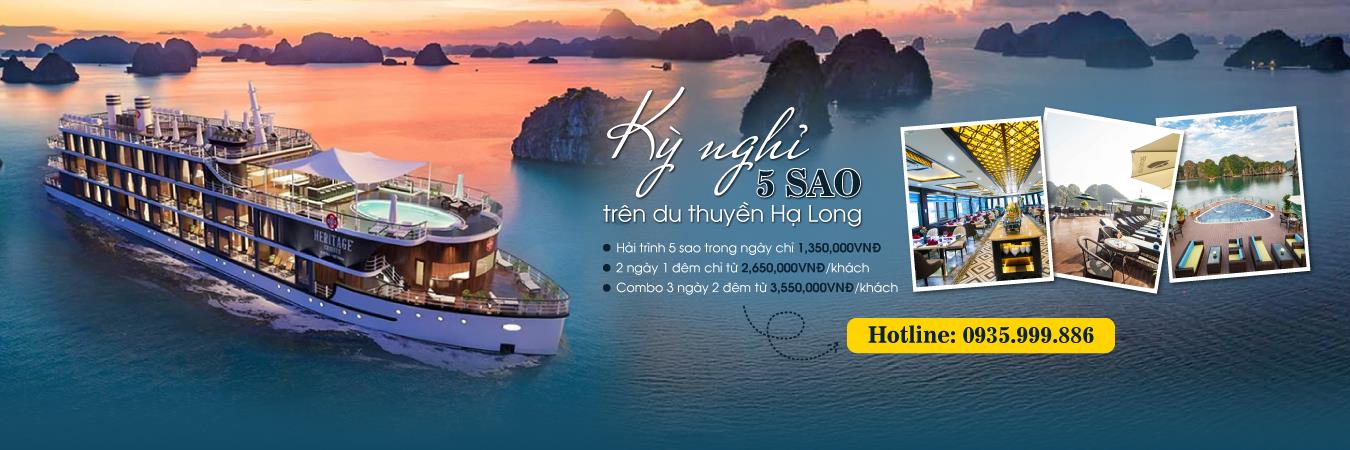 HERITAGE
Kỳ nghỉ
5 SAO
trên du thuyền Hạ Long
Hải trình 5 sao trong ngày chỉ 1,350,000VNĐ
2 ngày 1 đêm chỉ từ 2,650,000VNĐ/khách
Combo 3 ngày 2 đêm từ 3,550,000VNĐ/khách
Hotline: 0935.999.886